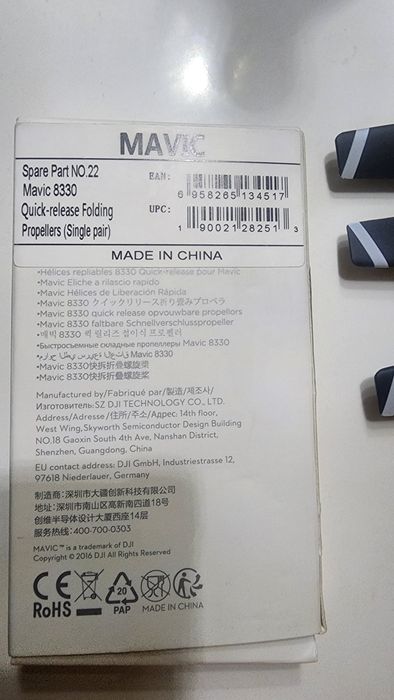 MAVIC
Spare Part NO.22
Mavic 8330
Quick-release Folding
Propellers (Single pair)
EAN:
6 958265 134517
UPC:
1 90021 28251 3
MADE IN CHINA
•Hélices repliables 8330 Quick-release pour Mavic
•Mavic Eliche a rilascio rapido
•Mavic Hélices de Liberación Rápida
•Mavic 8330 クイックリリース折り畳みプロペラ
•Mavic 8330 quick release opvouwbare propellors
•Mavic 8330 faltbare Schnellverschlusspropeller
•매빅 8330 퀵 릴리즈 접이식 프로펠러
•Быстросъемные складные пропеллеры Mavic 8330
Mavic 8330
•Mavic 8330快拆折疊螺旋槳
•Mavic 8330快拆折叠螺旋桨
Manufactured by/Fabriqué par/製造/제조사/
Изготовитель:SZ DJI TECHNOLOGY CO., LTD.
Address/Adresse/住所/주소/Адрес: 14th floor,
West Wing,Skyworth Semiconductor Design Building
NO.18 Gaoxin South 4th Ave, Nanshan District,
Shenzhen, Guangdong, China
EU contact address: DJI GmbH, Industriestrasse 12,
97618 Niederlauer, Germany
制造商:深圳市大疆创新科技有限公司
地址:深圳市南山区高新南四道18号
创维半导体设计大厦西座14层
服务热线:400-700-0303
MAVIC™ is a trademark of DJI
Copyright © 2016 DJI All Rights Reserved
CE
20
RoHS
PAP
MADE IN CHINA